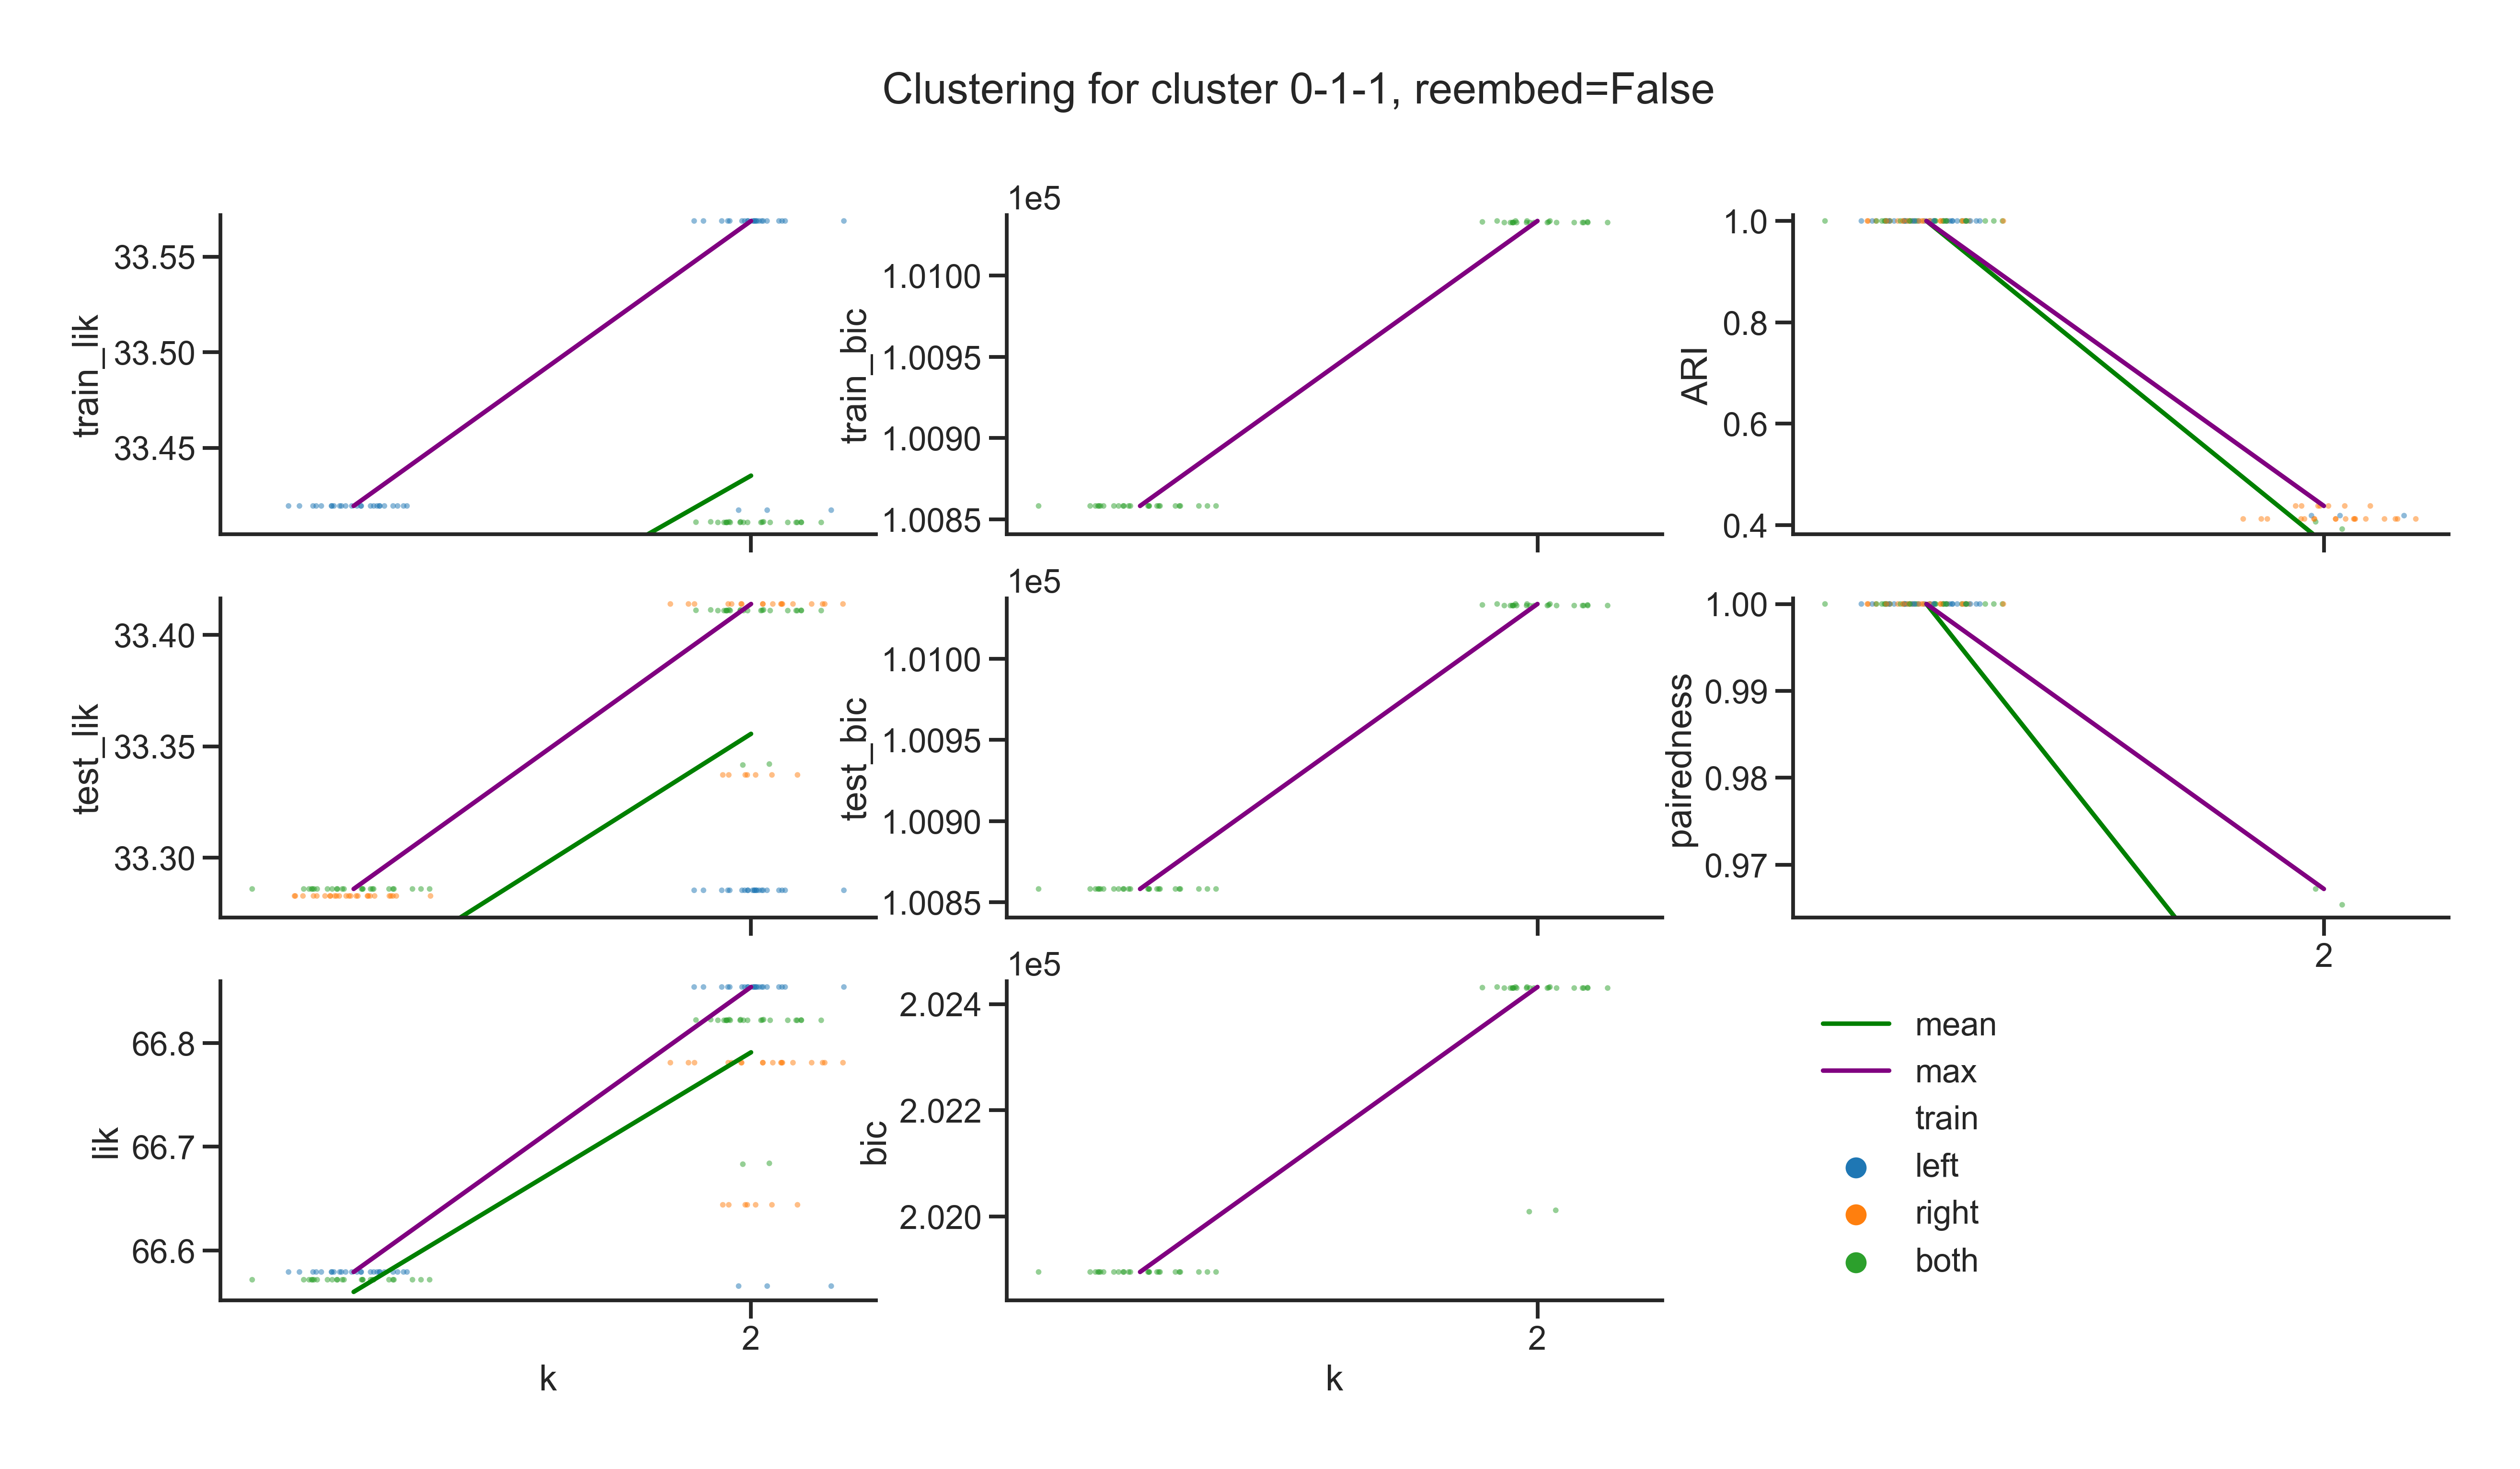 Clustering for cluster 0-1-1, reembed=False
train_lik
33.55
33.50
33.45
1e5
train_bic
1.0100
1.0095
1.0090
1.0085
ARI
1.0
0.8
0.6
0.4
test_lik
33.40
33.35
33.30
1e5
test_bic
1.0100
1.0095
1.0090
1.0085
pairedness
1.00
0.99
0.98
0.97
2
lik
66.8
66.7
66.6
2
k
1e5
bic
2.024
2.022
2.020
2
k
mean
max
train
left
right
both